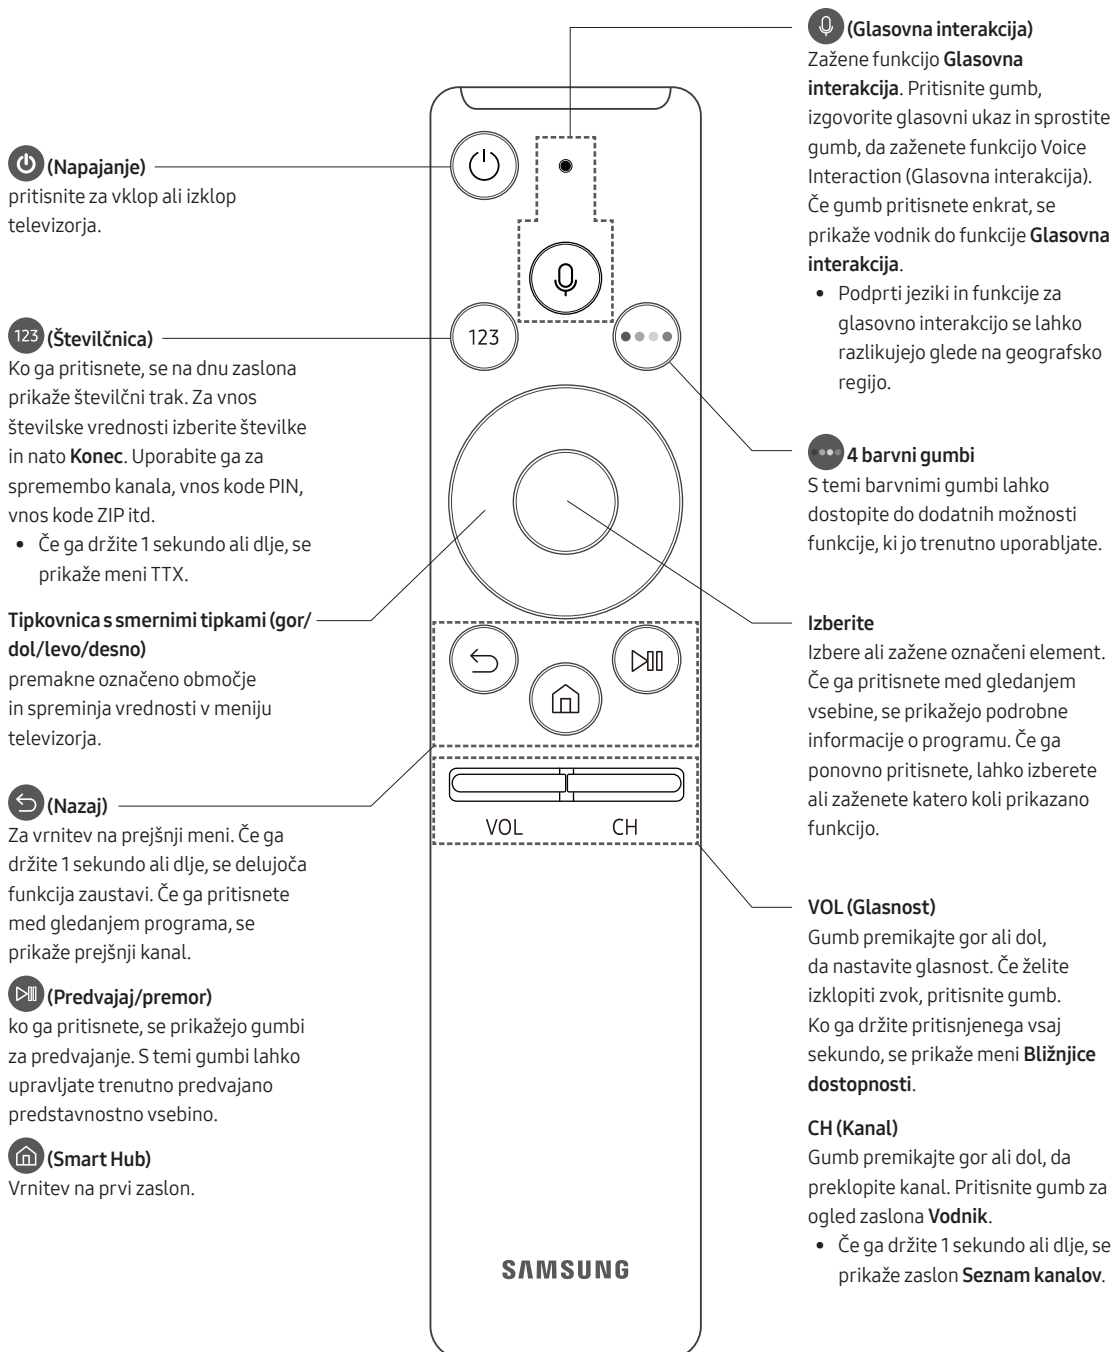 (Napajanje)
pritisnite za vklop ali izklop
televizorja.
123 (Številčnica)
Ko ga pritisnete, se na dnu zaslona
prikaže številčni trak. Za vnos
številske vrednosti izberite številke
in nato Konec. Uporabite ga za
spremembo kanala, vnos kode PIN,
vnos kode ZIP itd.
• Če ga držite 1 sekundo ali dlje, se
prikaže meni TTX.
Tipkovnica s smernimi tipkami (gor/
dol/levo/desno)
premakne označeno območje
in spreminja vrednosti v meniju
televizorja.
(Nazaj)
Za vrnitev na prejšnji meni. Če ga
držite 1 sekundo ali dlje, se delujoča
funkcija zaustavi. Če ga pritisnete
med gledanjem programa, se
prikaže prejšnji kanal.
(Predvajaj/premor)
ko ga pritisnete, se prikažejo gumbi
za predvajanje. S temi gumbi lahko
upravljate trenutno predvajano
predstavnostno vsebino.
(Smart Hub)
Vrnitev na prvi zaslon.
123
VOL CH
SAMSUNG
(Glasovna interakcija)
Zažene funkcijo Glasovna
interakcija. Pritisnite gumb,
izgovorite glasovni ukaz in sprostite
gumb, da zaženete funkcijo Voice
Interaction (Glasovna interakcija).
Če gumb pritisnete enkrat, se
prikaže vodnik do funkcije Glasovna
interakcija.
• Podprti jeziki in funkcije za
glasovno interakcijo se lahko
razlikujejo glede na geografsko
regijo.
4 barvni gumbi
S temi barvnimi gumbi lahko
dostopite do dodatnih možnosti
funkcije, ki jo trenutno uporabljate.
Izberite
Izbere ali zažene označeni element.
Če ga pritisnete med gledanjem
vsebine, se prikažejo podrobne
informacije o programu. Če ga
ponovno pritisnete, lahko izberete
ali zaženete katero koli prikazano
funkcijo.
VOL (Glasnost)
Gumb premikajte gor ali dol,
da nastavite glasnost. Če želite
izklopiti zvok, pritisnite gumb.
Ko ga držite pritisnjenega vsaj
sekundo, se prikaže meni Bližnjice
dostopnosti.
CH (Kanal)
Gumb premikajte gor ali dol, da
preklopite kanal. Pritisnite gumb za
ogled zaslona Vodnik.
• Če ga držite 1 sekundo ali dlje, se
prikaže zaslon Seznam kanalov.